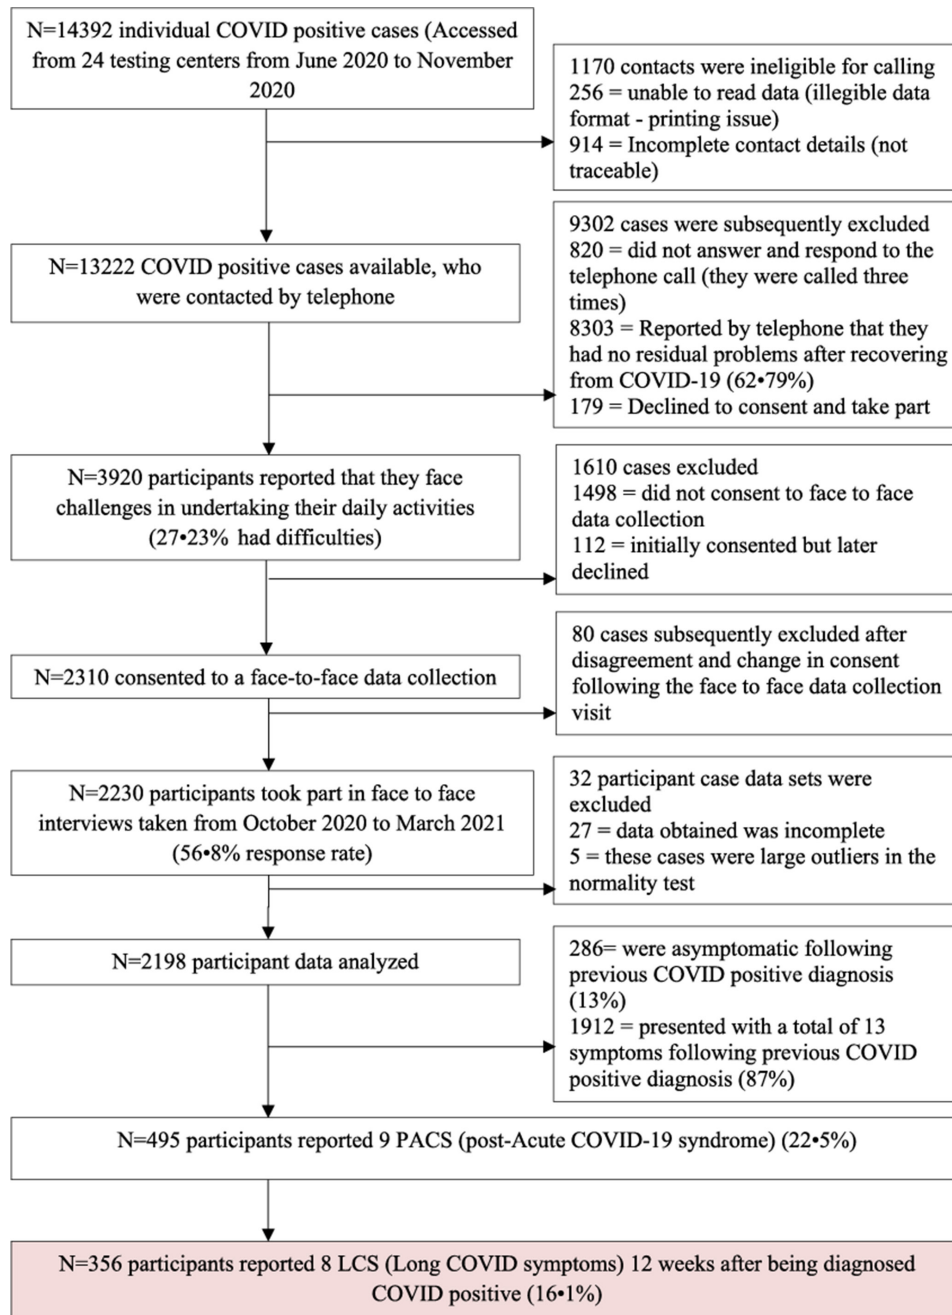 N=14392 individual COVID positive cases (Accessed
from 24 testing centers from June 2020 to November
2020
1170 contacts were ineligible for calling
256 = unable to read data (illegible data
format - printing issue)
914 = Incomplete contact details (not
traceable)
N=13222 COVID positive cases available, who
were contacted by telephone
9302 cases were subsequently excluded
820 = did not answer and respond to the
telephone call (they were called three
times)
8303 = Reported by telephone that they
had no residual problems after recovering
from COVID-19 (62•79%)
179 = Declined to consent and take part
N=3920 participants reported that they face
challenges in undertaking their daily activities
(27•23% had difficulties)
1610 cases excluded
1498 = did not consent to face to face
data collection
112 = initially consented but later
declined
N=2310 consented to a face-to-face data collection
80 cases subsequently excluded after
disagreement and change in consent
following the face to face data collection
visit
N=2230 participants took part in face to face
interviews taken from October 2020 to March 2021
(56•8% response rate)
32 participant case data sets were
excluded
27 = data obtained was incomplete
5 = these cases were large outliers in the
normality test
N=2198 participant data analyzed
286= were asymptomatic following
previous COVID positive diagnosis
(13%)
1912 = presented with a total of 13
symptoms following previous COVID
positive diagnosis (87%)
N=495 participants reported 9 PACS (post-Acute COVID-19 syndrome) (22•5%)
N=356 participants reported 8 LCS (Long COVID symptoms) 12 weeks after being diagnosed
COVID positive (16•1%)